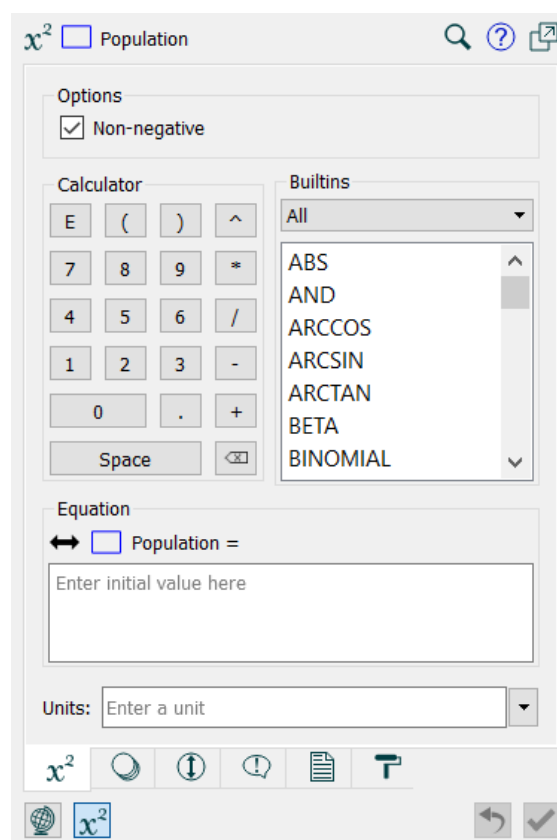 x² Population ?
Options
Non-negative
Calculator
E ( ) ^
7 8 9 *
4 5 6 /
1 2 3 -
0 . +
Space
Builtins
All
ABS
AND
ARCCOS
ARCSIN
ARCTAN
BETA
BINOMIAL
Equation
Population =
Enter initial value here
Units: Enter a unit
x² !
x²